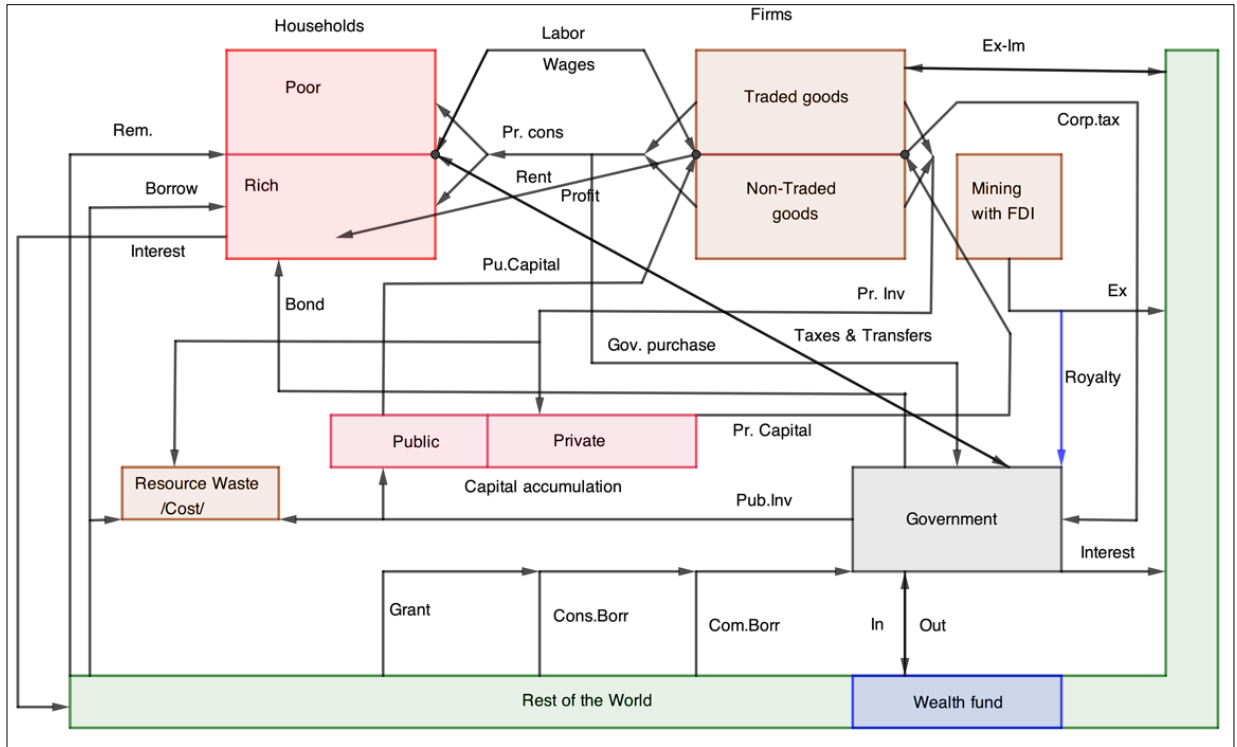 Households
Firms
Labor
Wages
Ex-Im
Poor
Traded goods
Corp.tax
Rem.
Pr. cons
Rich
Rent
Profit
Non-Traded
goods
Mining
with FDI
Borrow
Interest
Pu.Capital
Bond
Pr. Inv
Ex
Taxes & Transfers
Gov. purchase
Royalty
Public
Private
Pr. Capital
Resource Waste
/Cost/
Capital accumulation
Pub.Inv
Government
Interest
Grant
Cons.Borr
Com.Borr
In
Out
Rest of the World
Wealth fund